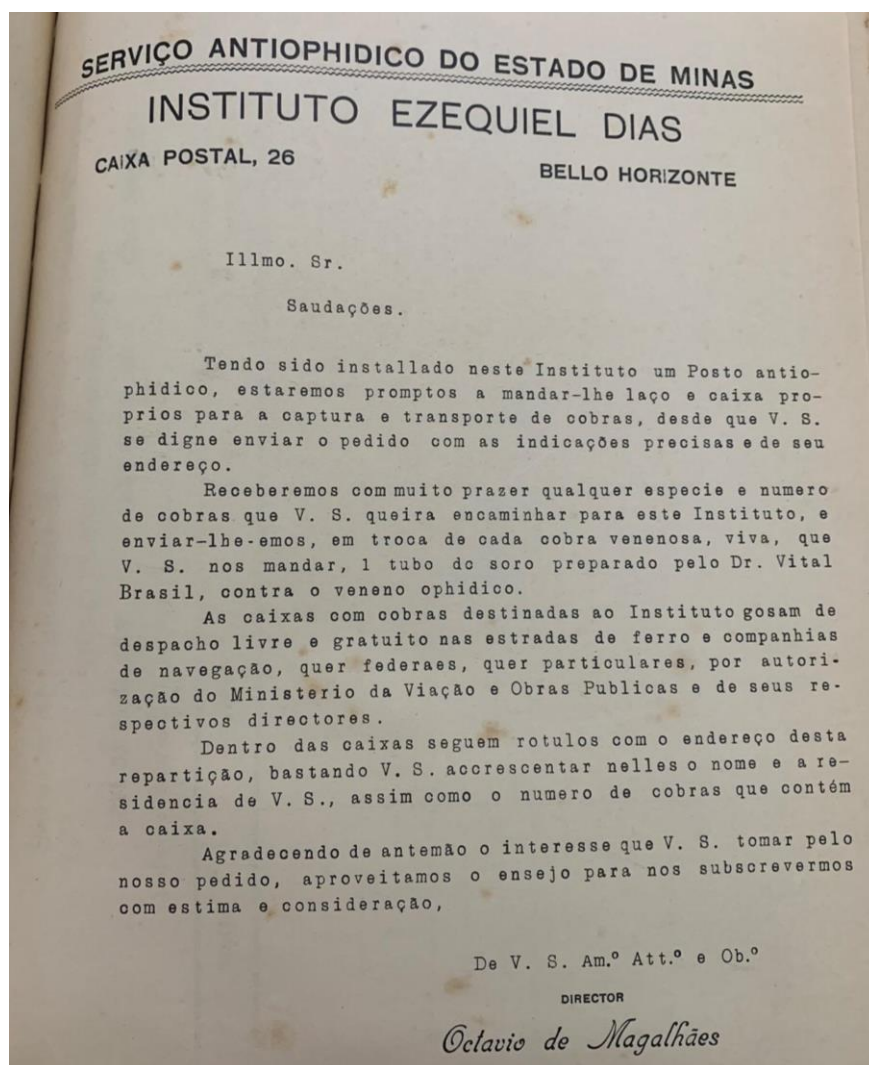 SERVIÇO ANTIOPHIDICO DO ESTADO DE MINAS
INSTITUTO EZEQUIEL DIAS
CAIXA POSTAL, 26
BELLO HORIZONTE
Illmo. Sr.
Saudações.
Tendo sido installado neste Instituto um Posto antio-
phidico, estaremos promptos a mandar-lhe laço e caixa pro-
prios para a captura e transporte de cobras, desde que V. S.
se digne enviar o pedido com as indicações precisas e de seu
endereço.
Receberemos com muito prazer qualquer especie e numero
de cobras que V. S. queira encaminhar para este Instituto, e
enviar-lhe-emos, em troca de cada cobra venenosa, viva, que
V. S. nos mandar, 1 tubo de soro preparado pelo Dr. Vital
Brasil, contra o veneno ophidico.
As caixas com cobras destinadas ao Instituto gosam de
despacho livre e gratuito nas estradas de ferro e companhias
de navegação, quer federaes, quer particulares, por autori-
zação do Ministerio da Viação e Obras Publicas e de seus re-
spectivos directores.
Dentro das caixas seguem rotulos com o endereço desta
repartição, bastando V. S. accrescentar nelles o nome e a re-
sidencia de V. S., assim como o numero de cobras que contém
a caixa.
Agradecendo de antemão o interesse que V. S. tomar pelo
nosso pedido, aproveitamos o ensejo para nos subscrevermos
com estima e consideração,
De V. S. Am.º Att.º e Ob.º
DIRECTOR
Octavio de Magalhães